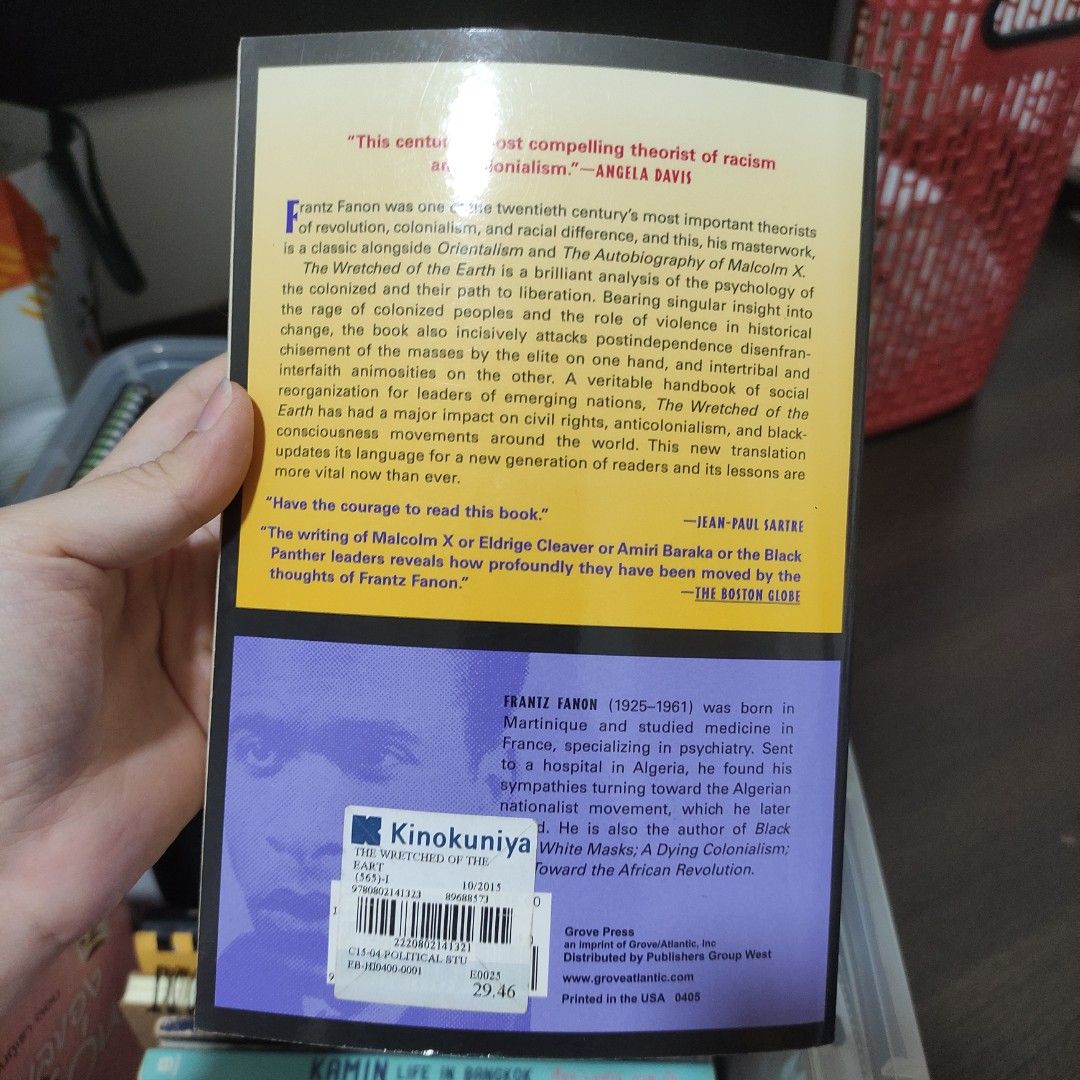 "This centu ost compelling theorist of racism
an onialism."—ANGELA DAVIS
Frantz Fanon was one of the twentieth century's most important theorists
of revolution, colonialism, and racial difference, and this, his masterwork,
is a classic alongside Orientalism and The Autobiography of Malcolm X.
The Wretched of the Earth is a brilliant analysis of the psychology of
the colonized and their path to liberation. Bearing singular insight into
the rage of colonized peoples and the role of violence in historical
change, the book also incisively attacks postindependence disenfran-
chisement of the masses by the elite on one hand, and intertribal and
interfaith animosities on the other. A veritable handbook of social
reorganization for leaders of emerging nations, The Wretched of the
Earth has had a major impact on civil rights, anticolonialism, and black-
consciousness movements around the world. This new translation
updates its language for a new generation of readers and its lessons are
more vital now than ever.
"Have the courage to read this book."
—JEAN-PAUL SARTRE
"The writing of Malcolm X or Eldrige Cleaver or Amiri Baraka or the Black
Panther leaders reveals how profoundly they have been moved by the
thoughts of Frantz Fanon."
—THE BOSTON GLOBE
FRANTZ FANON (1925–1961) was born in
Martinique and studied medicine in
France, specializing in psychiatry. Sent
to a hospital in Algeria, he found his
sympathies turning toward the Algerian
nationalist movement, which he later
d. He is also the author of Black
White Masks; A Dying Colonialism;
Toward the African Revolution.
Kinokuniya
THE WRETCHED OF THE
EART
(565)-I 10/2015
9780802141323 89688573
2220802141321
C15-04 POLITICAL STU
EB-HI0400-0001 E0025
29.46
Grove Press
an imprint of Grove/Atlantic, Inc
Distributed by Publishers Group West
www.groveatlantic.com
Printed in the USA 0405
KAMIN LIFE IN BANGKOK